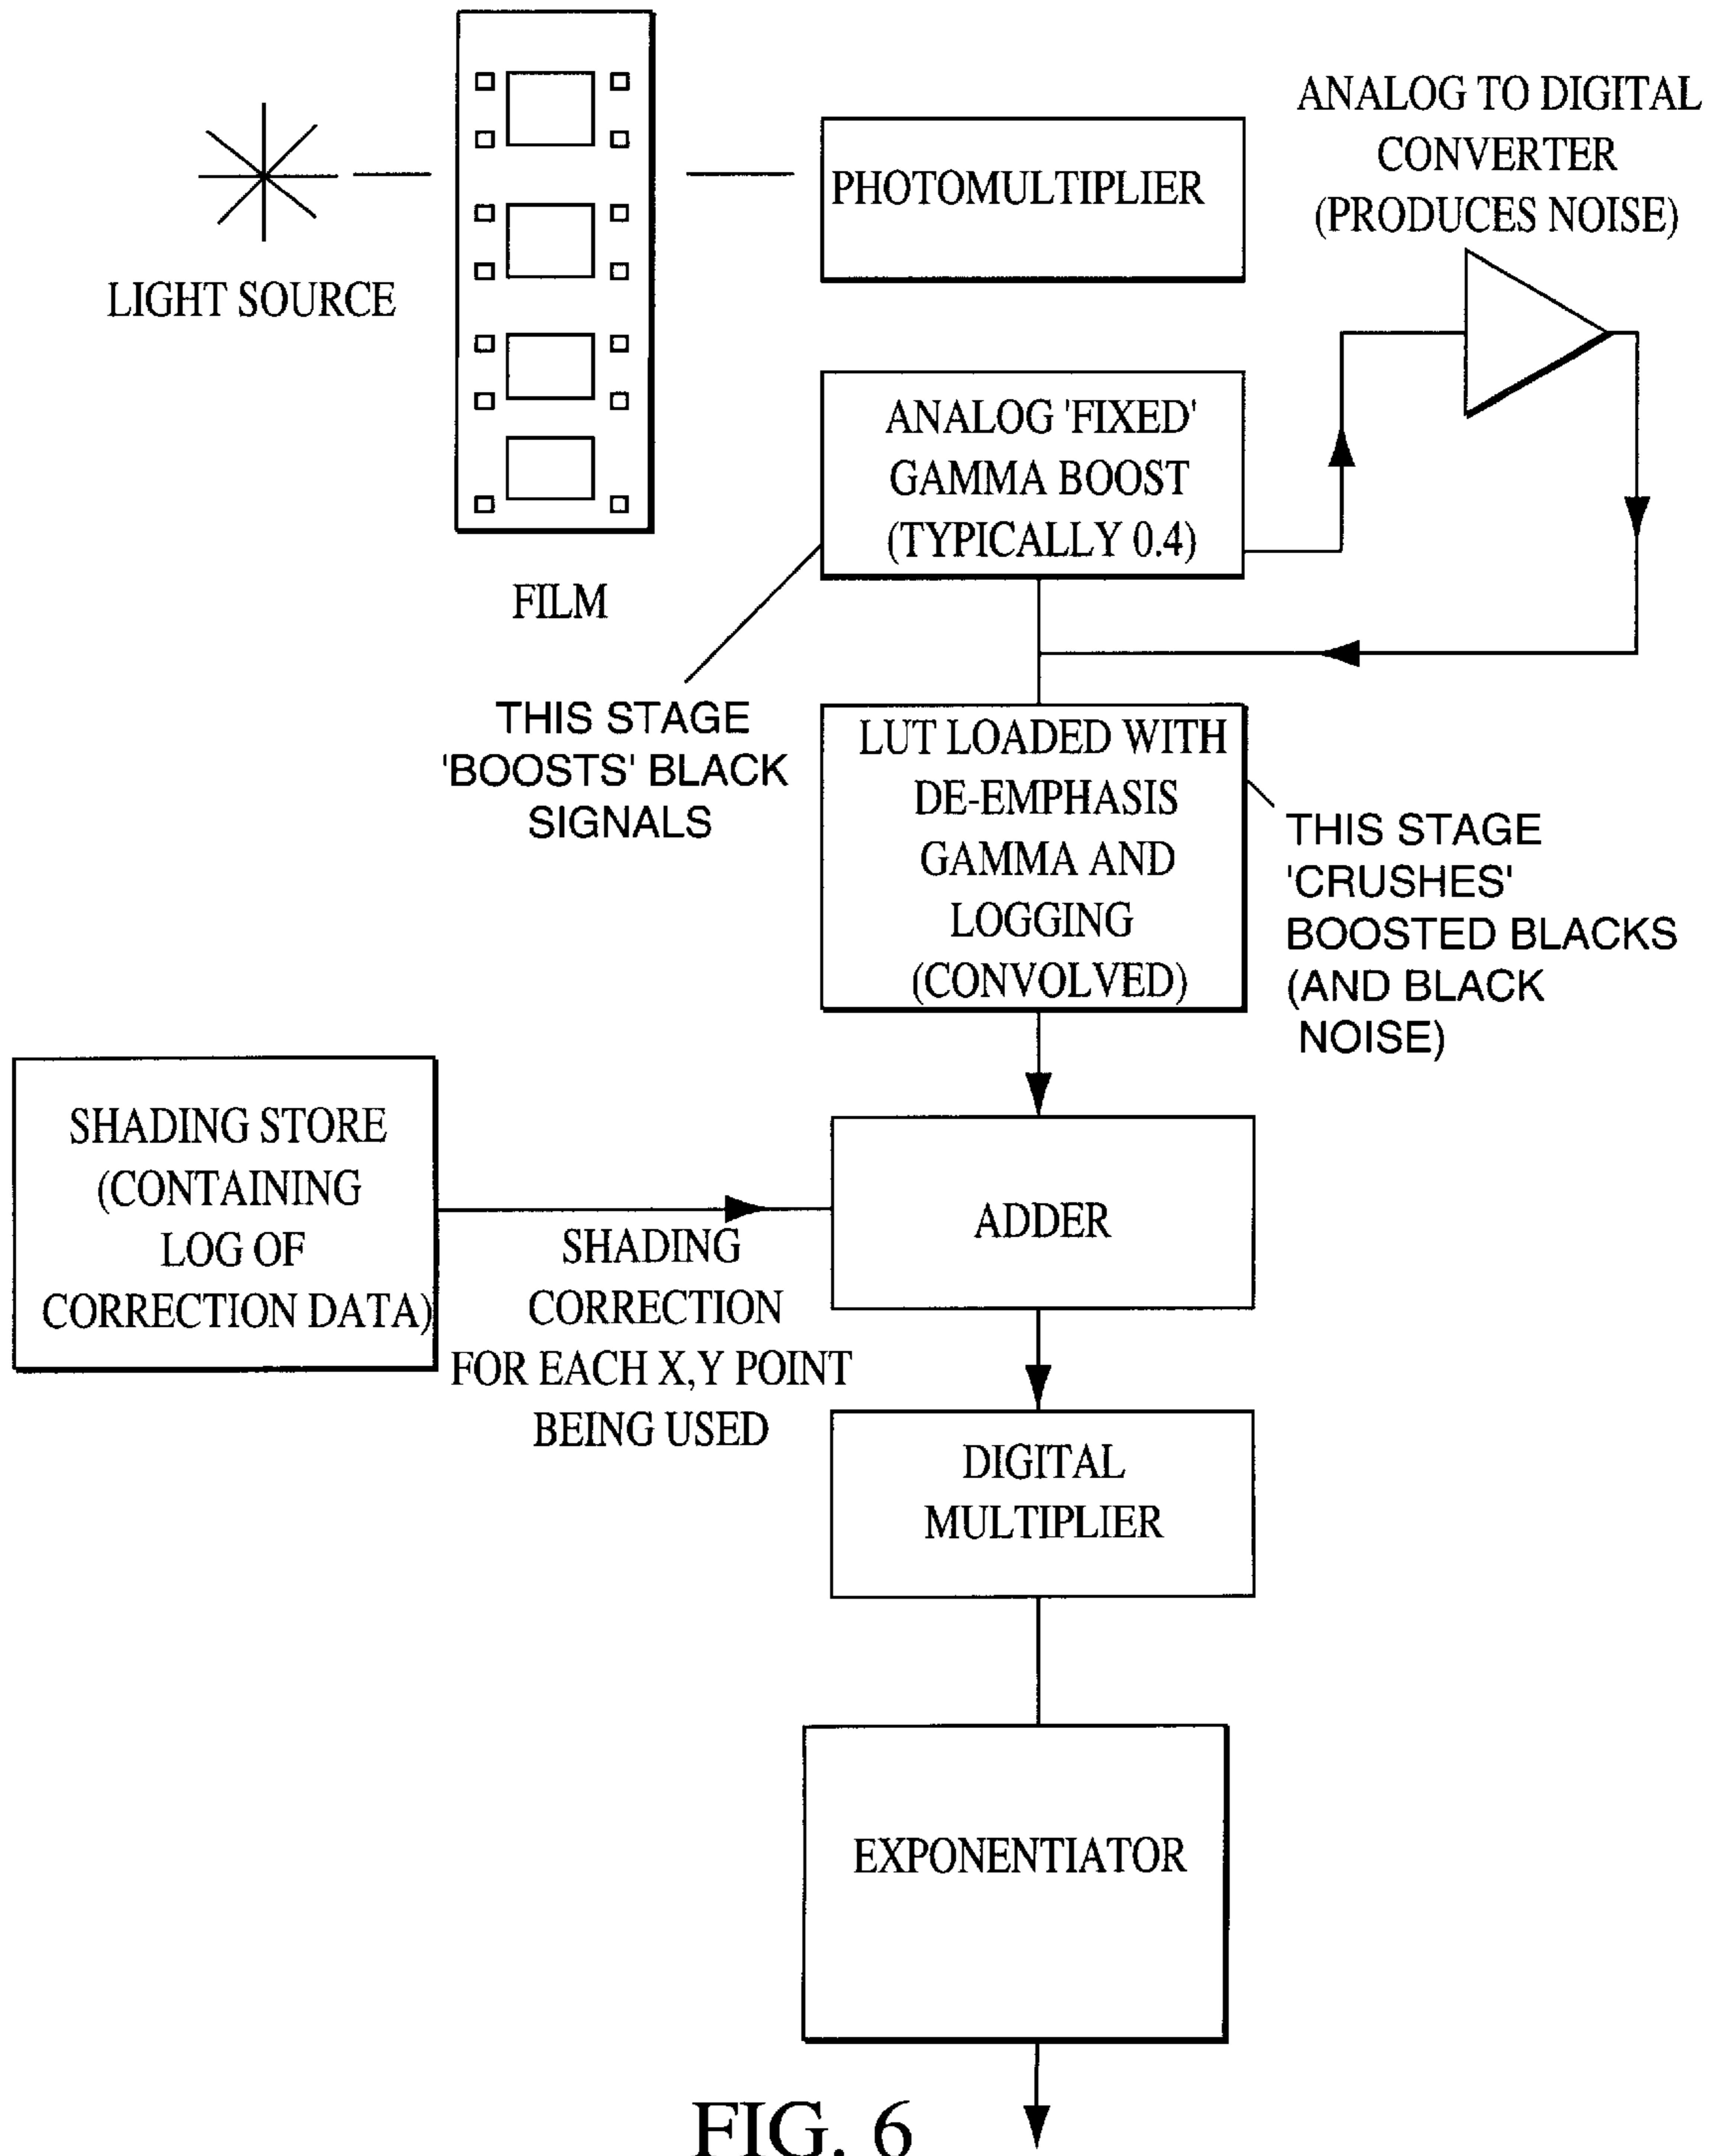 ANALOG TO DIGITAL
CONVERTER
(PRODUCES NOISE)
PHOTOMULTIPLIER
LIGHT SOURCE
ANALOG 'FIXED'
GAMMA BOOST
(TYPICALLY 0.4)
FILM
THIS STAGE
'BOOSTS' BLACK
SIGNALS
LUT LOADED WITH
DE-EMPHASIS
GAMMA AND
LOGGING
(CONVOLVED)
THIS STAGE
'CRUSHES'
BOOSTED BLACKS
(AND BLACK
NOISE)
SHADING STORE
(CONTAINING
LOG OF
CORRECTION DATA)
SHADING
CORRECTION
FOR EACH X,Y POINT
BEING USED
ADDER
DIGITAL
MULTIPLIER
EXPONENTIATOR
FIG. 6